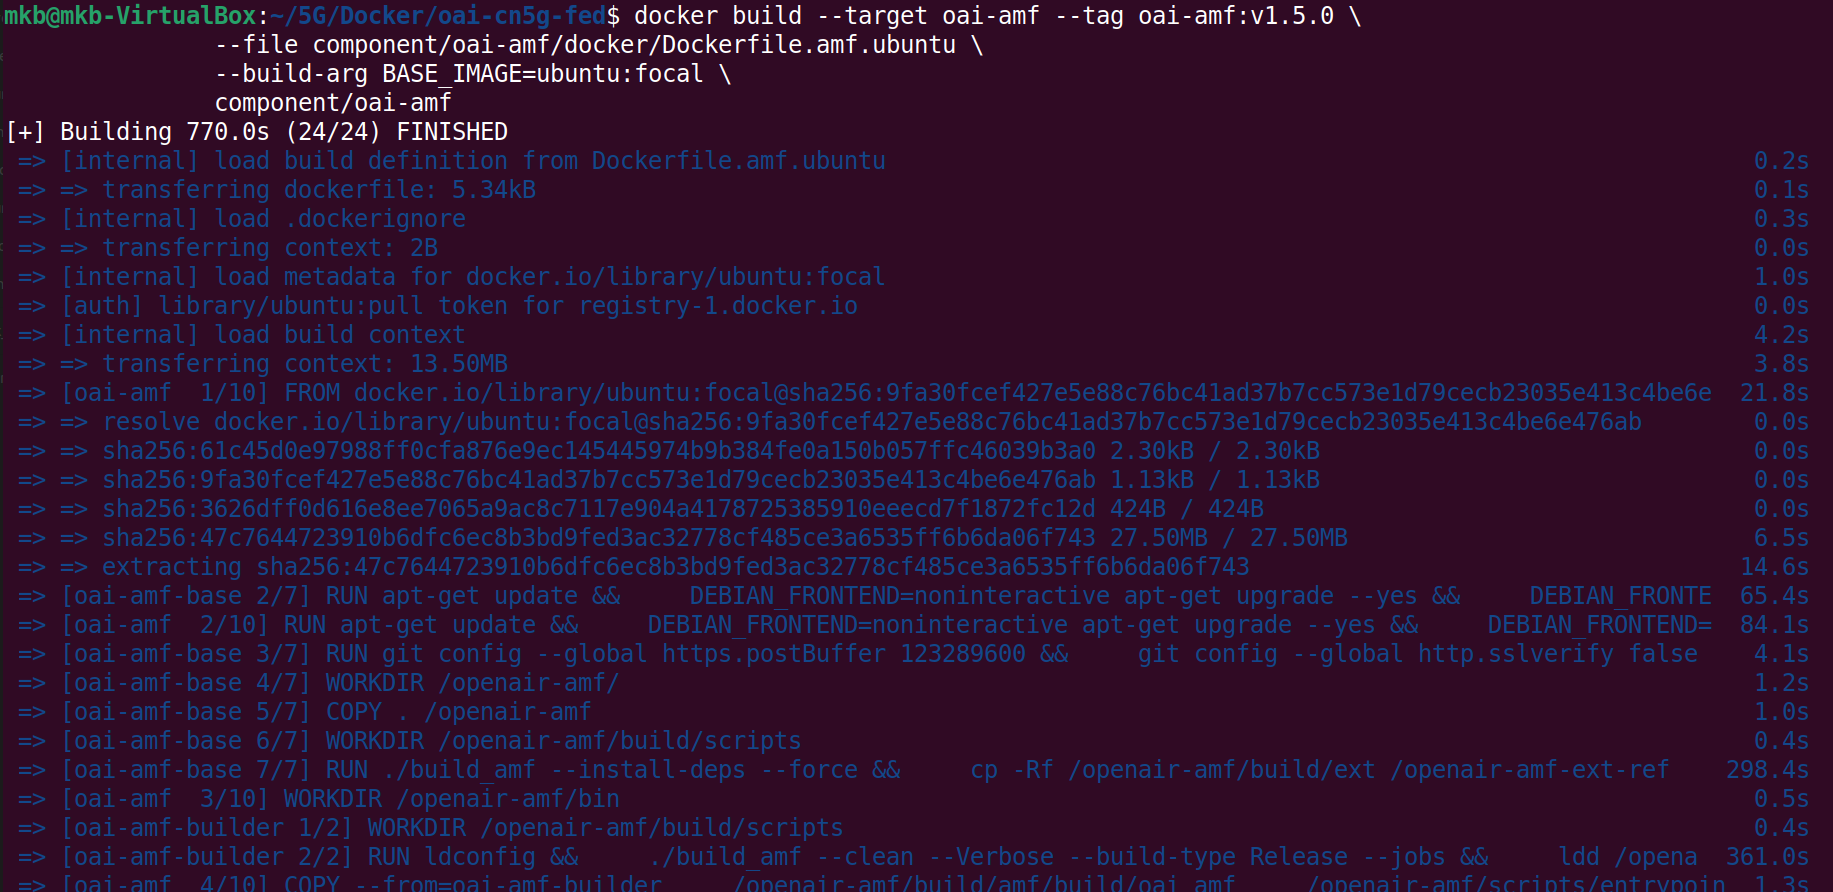 mkb@mkb-VirtualBox:~/5G/Docker/oai-cn5g-fed$ docker build --target oai-amf --tag oai-amf:v1.5.0 \
--file component/oai-amf/docker/Dockerfile.amf.ubuntu \
--build-arg BASE_IMAGE=ubuntu:focal \
component/oai-amf
[+] Building 770.0s (24/24) FINISHED
=> [internal] load build definition from Dockerfile.amf.ubuntu 0.2s
=> => transferring dockerfile: 5.34kB 0.1s
=> [internal] load .dockerignore 0.3s
=> => transferring context: 2B 0.0s
=> [internal] load metadata for docker.io/library/ubuntu:focal 1.0s
=> [auth] library/ubuntu:pull token for registry-1.docker.io 0.0s
=> [internal] load build context 4.2s
=> => transferring context: 13.50MB 3.8s
=> [oai-amf  1/10] FROM docker.io/library/ubuntu:focal@sha256:9fa30fcef427e5e88c76bc41ad37b7cc573e1d79cecb23035e413c4be6e 21.8s
=> => resolve docker.io/library/ubuntu:focal@sha256:9fa30fcef427e5e88c76bc41ad37b7cc573e1d79cecb23035e413c4be6e476ab 0.0s
=> => sha256:61c45d0e97988ff0cfa876e9ec145445974b9b384fe0a150b057ffc46039b3a0 2.30kB / 2.30kB 0.0s
=> => sha256:9fa30fcef427e5e88c76bc41ad37b7cc573e1d79cecb23035e413c4be6e476ab 1.13kB / 1.13kB 0.0s
=> => sha256:3626dff0d616e8ee7065a9ac8c7117e904a4178725385910eeecd7f1872fc12d 424B / 424B 0.0s
=> => sha256:47c7644723910b6dfc6ec8b3bd9fed3ac32778cf485ce3a6535ff6b6da06f743 27.50MB / 27.50MB 6.5s
=> => extracting sha256:47c7644723910b6dfc6ec8b3bd9fed3ac32778cf485ce3a6535ff6b6da06f743 14.6s
=> [oai-amf-base 2/7] RUN apt-get update &&     DEBIAN_FRONTEND=noninteractive apt-get upgrade --yes &&     DEBIAN_FRONTE 65.4s
=> [oai-amf  2/10] RUN apt-get update &&     DEBIAN_FRONTEND=noninteractive apt-get upgrade --yes &&     DEBIAN_FRONTEND= 84.1s
=> [oai-amf-base 3/7] RUN git config --global https.postBuffer 123289600 &&     git config --global http.sslverify false 4.1s
=> [oai-amf-base 4/7] WORKDIR /openair-amf/ 1.2s
=> [oai-amf-base 5/7] COPY . /openair-amf 1.0s
=> [oai-amf-base 6/7] WORKDIR /openair-amf/build/scripts 0.4s
=> [oai-amf-base 7/7] RUN ./build_amf --install-deps --force &&     cp -Rf /openair-amf/build/ext /openair-amf-ext-ref 298.4s
=> [oai-amf  3/10] WORKDIR /openair-amf/bin 0.5s
=> [oai-amf-builder 1/2] WORKDIR /openair-amf/build/scripts 0.4s
=> [oai-amf-builder 2/2] RUN ldconfig &&     ./build_amf --clean --Verbose --build-type Release --jobs &&     ldd /opena 361.0s
=> [oai-amf  4/10] COPY --from=oai-amf-builder     /openair-amf/build/amf/build/oai_amf     /openair-amf/scripts/entrypoin 1.3s